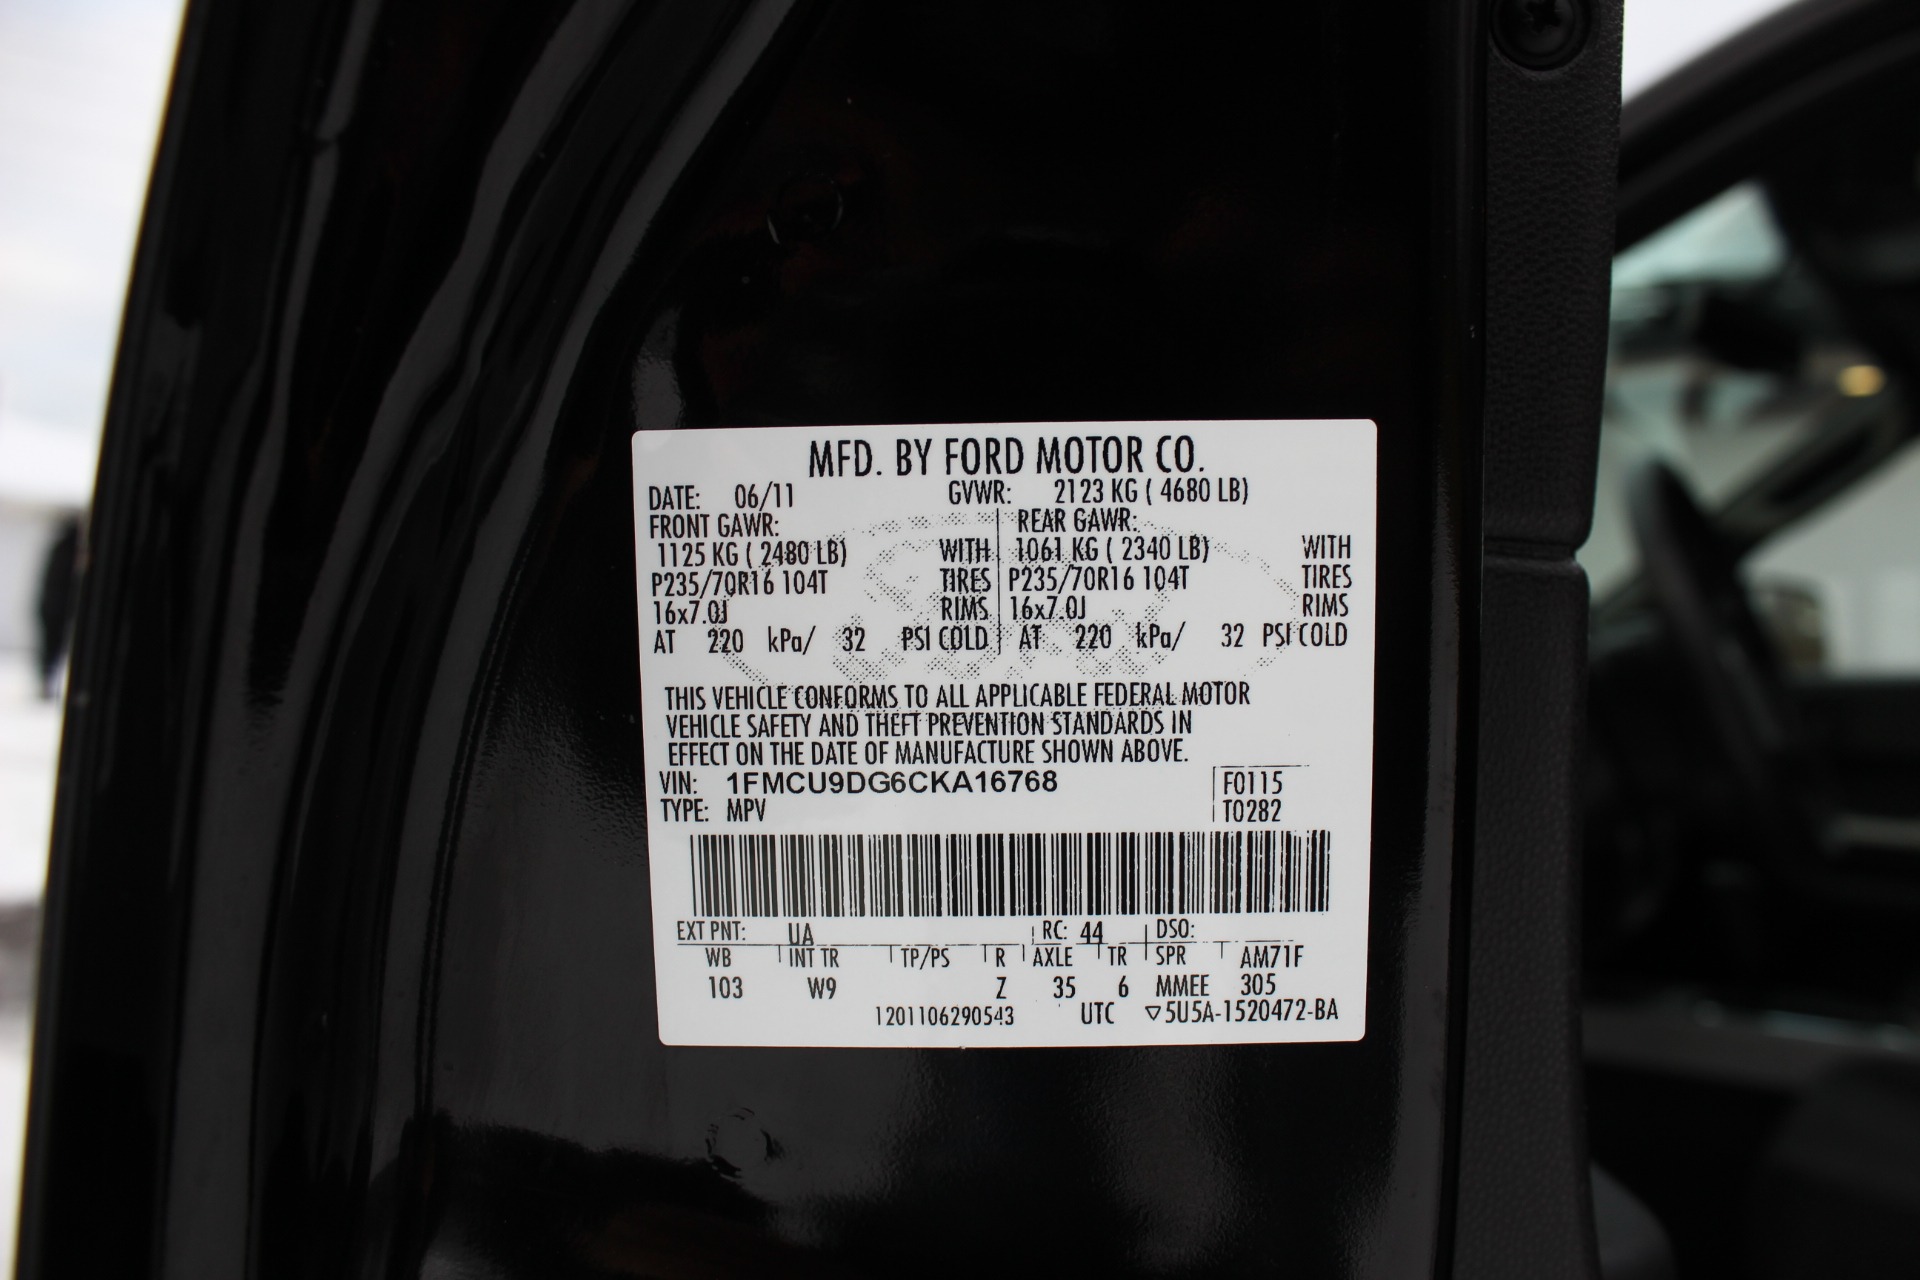 MFD. BY FORD MOTOR CO.
DATE: 06/11 GVWR: 2123 KG ( 4680 LB)
FRONT GAWR: REAR GAWR:
1125 KG ( 2480 LB) WITH 1061 KG ( 2340 LB) WITH
P235/70R16 104T TIRES P235/70R16 104T TIRES
16x7.0J RIMS 16x7.0J RIMS
AT 220 kPa/ 32 PSI COLD AT 220 kPa/ 32 PSI COLD
THIS VEHICLE CONFORMS TO ALL APPLICABLE FEDERAL MOTOR
VEHICLE SAFETY AND THEFT PREVENTION STANDARDS IN
EFFECT ON THE DATE OF MANUFACTURE SHOWN ABOVE.
VIN: 1FMCU9DG6CKA16768 F0115
TYPE: MPV T0282
EXT PNT: UA RC: 44 DSO:
WB INT TR TP/PS R AXLE TR SPR AM71F
103 W9 Z 35 6 MMEE 305
1201106290543 UTC ▽5U5A-1520472-BA